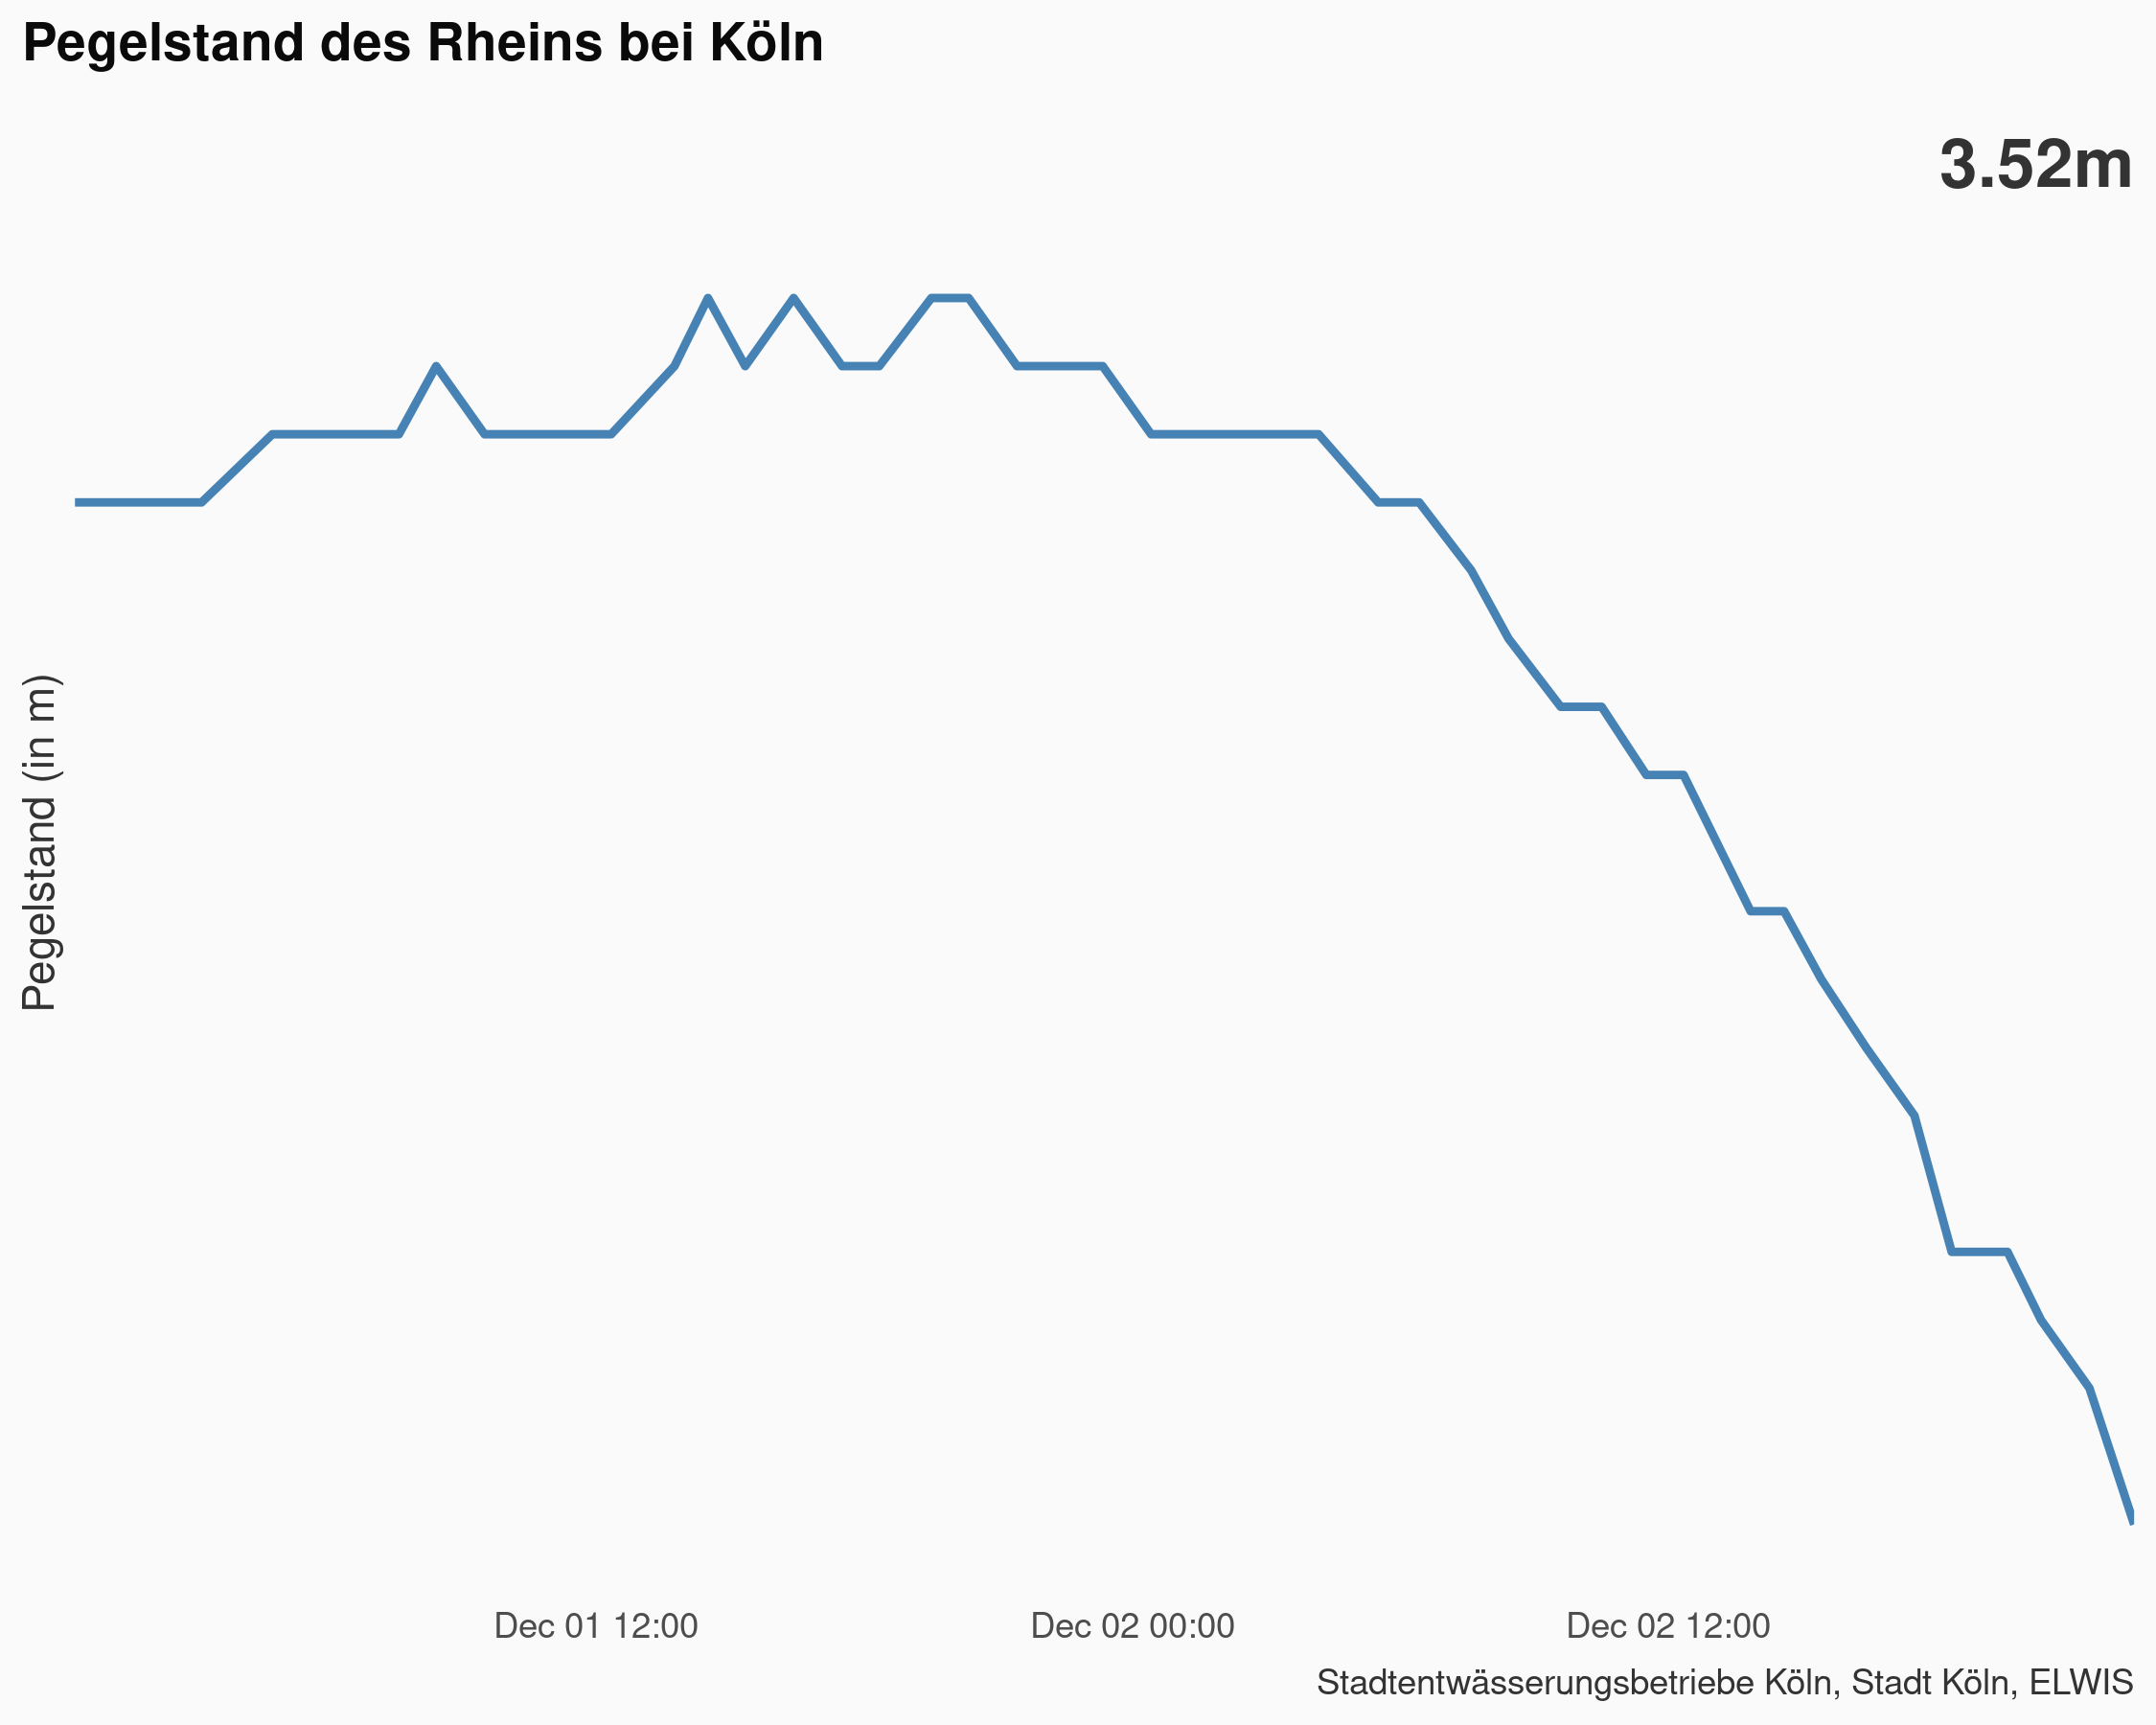 Pegelstand des Rheins bei Köln
3.52m
Pegelstand (in m)
Dec 01 12:00
Dec 02 00:00
Dec 02 12:00
Stadtentwässerungsbetriebe Köln, Stadt Köln, ELWIS